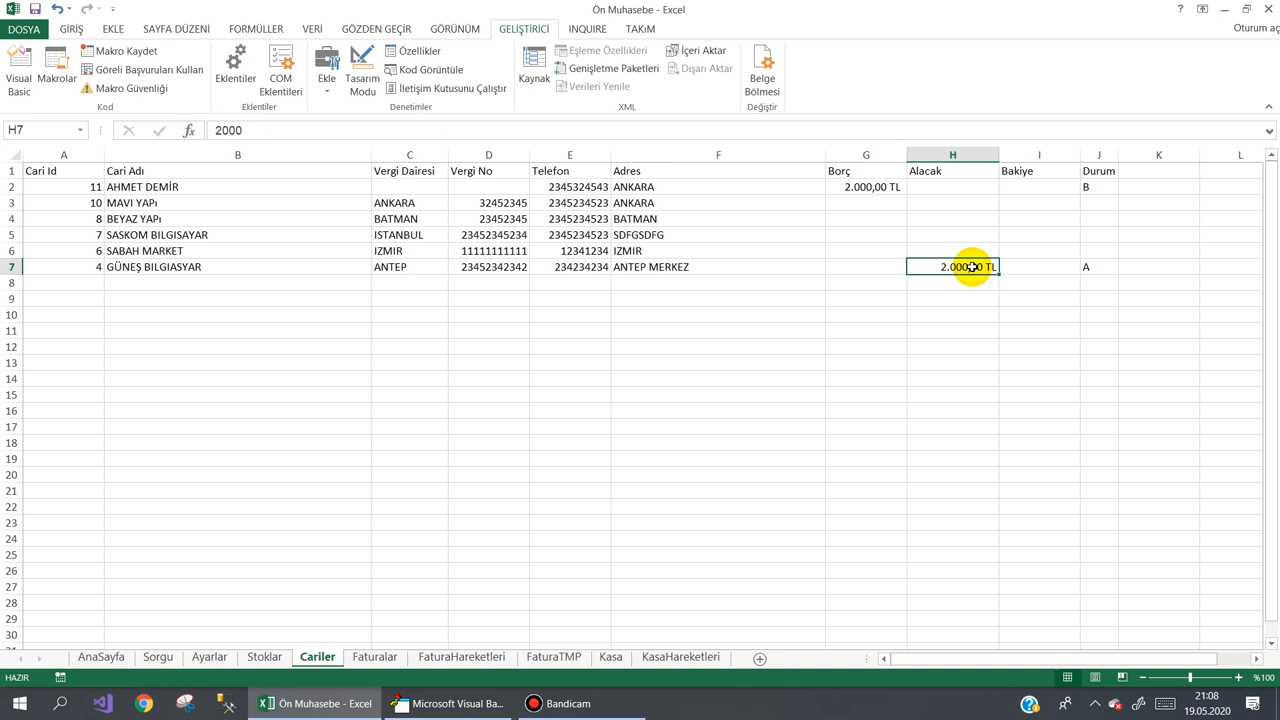 Ön Muhasebe - Excel
?
DOSYA GİRİŞ EKLE SAYFA DÜZENİ FORMÜLLER VERİ GÖZDEN GEÇİR GÖRÜNÜM GELİŞTİRİCİ INQUIRE TAKıM Oturum aç
Visual Basic
Makrolar
Makro Kaydet
Göreli Başvuruları Kullan
Makro Güvenliği
Kod
Eklentiler
COM Eklentileri
Eklentiler
Ekle
Tasarım Modu
Özellikler
Kod Görüntüle
İletişim Kutusunu Çalıştır
Denetimler
Kaynak
Eşleme Özellikleri
Genişletme Paketleri
Verileri Yenile
İçeri Aktar
Dışarı Aktar
XML
Belge Bölmesi
Değiştir
H7 fx 2000
A B C D E F G H I J K L
1 Cari Id Cari Adı Vergi Dairesi Vergi No Telefon Adres Borç Alacak Bakiye Durum
2 11 AHMET DEMİR 2345324543 ANKARA 2.000,00 TL B
3 10 MAVI YAPı ANKARA 32452345 2345234523 ANKARA
4 8 BEYAZ YAPı BATMAN 23452345 2345234523 BATMAN
5 7 SASKOM BILGISAYAR ISTANBUL 23452345234 2345234523 SDFGSDFG
6 6 SABAH MARKET IZMIR 11111111111 12341234 IZMIR
7 4 GÜNEŞ BILGIASYAR ANTEP 23452342342 234234234 ANTEP MERKEZ 2.000,00 TL A
8
9
10
11
12
13
14
15
16
17
18
19
20
21
22
23
24
25
26
27
28
29
30
AnaSayfa Sorgu Ayarlar Stoklar Cariler Faturalar FaturaHareketleri FaturaTMP Kasa KasaHareketleri
HAZIR %100
Ön Muhasebe - Excel Microsoft Visual Ba... Bandicam
21:08
19.05.2020